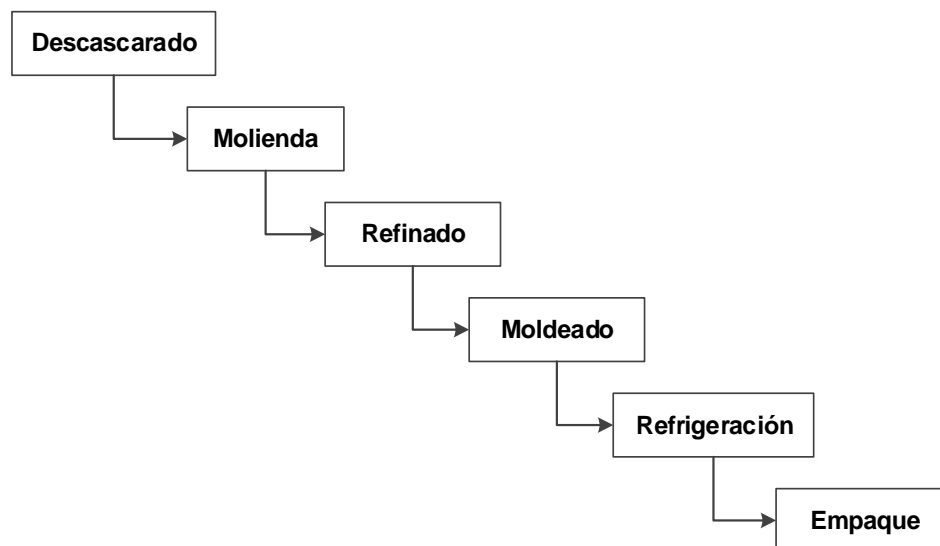 Descascarado
Molienda
Refinado
Moldeado
Refrigeración
Empaque